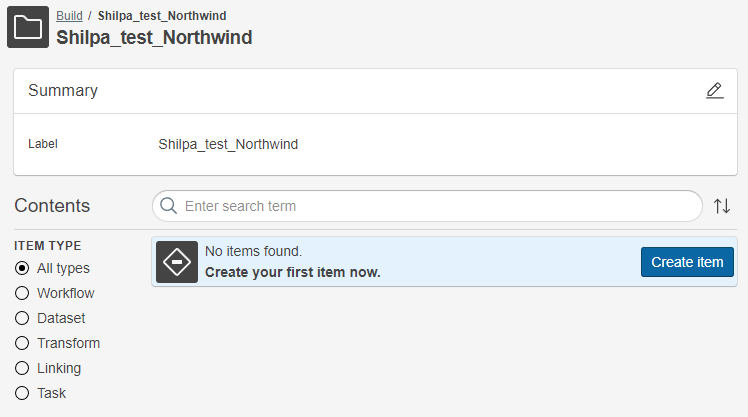 Build / Shilpa_test_Northwind
Shilpa_test_Northwind
Summary
Label Shilpa_test_Northwind
Contents
Enter search term
ITEM TYPE
All types
Workflow
Dataset
Transform
Linking
Task
No items found.
Create your first item now.
Create item